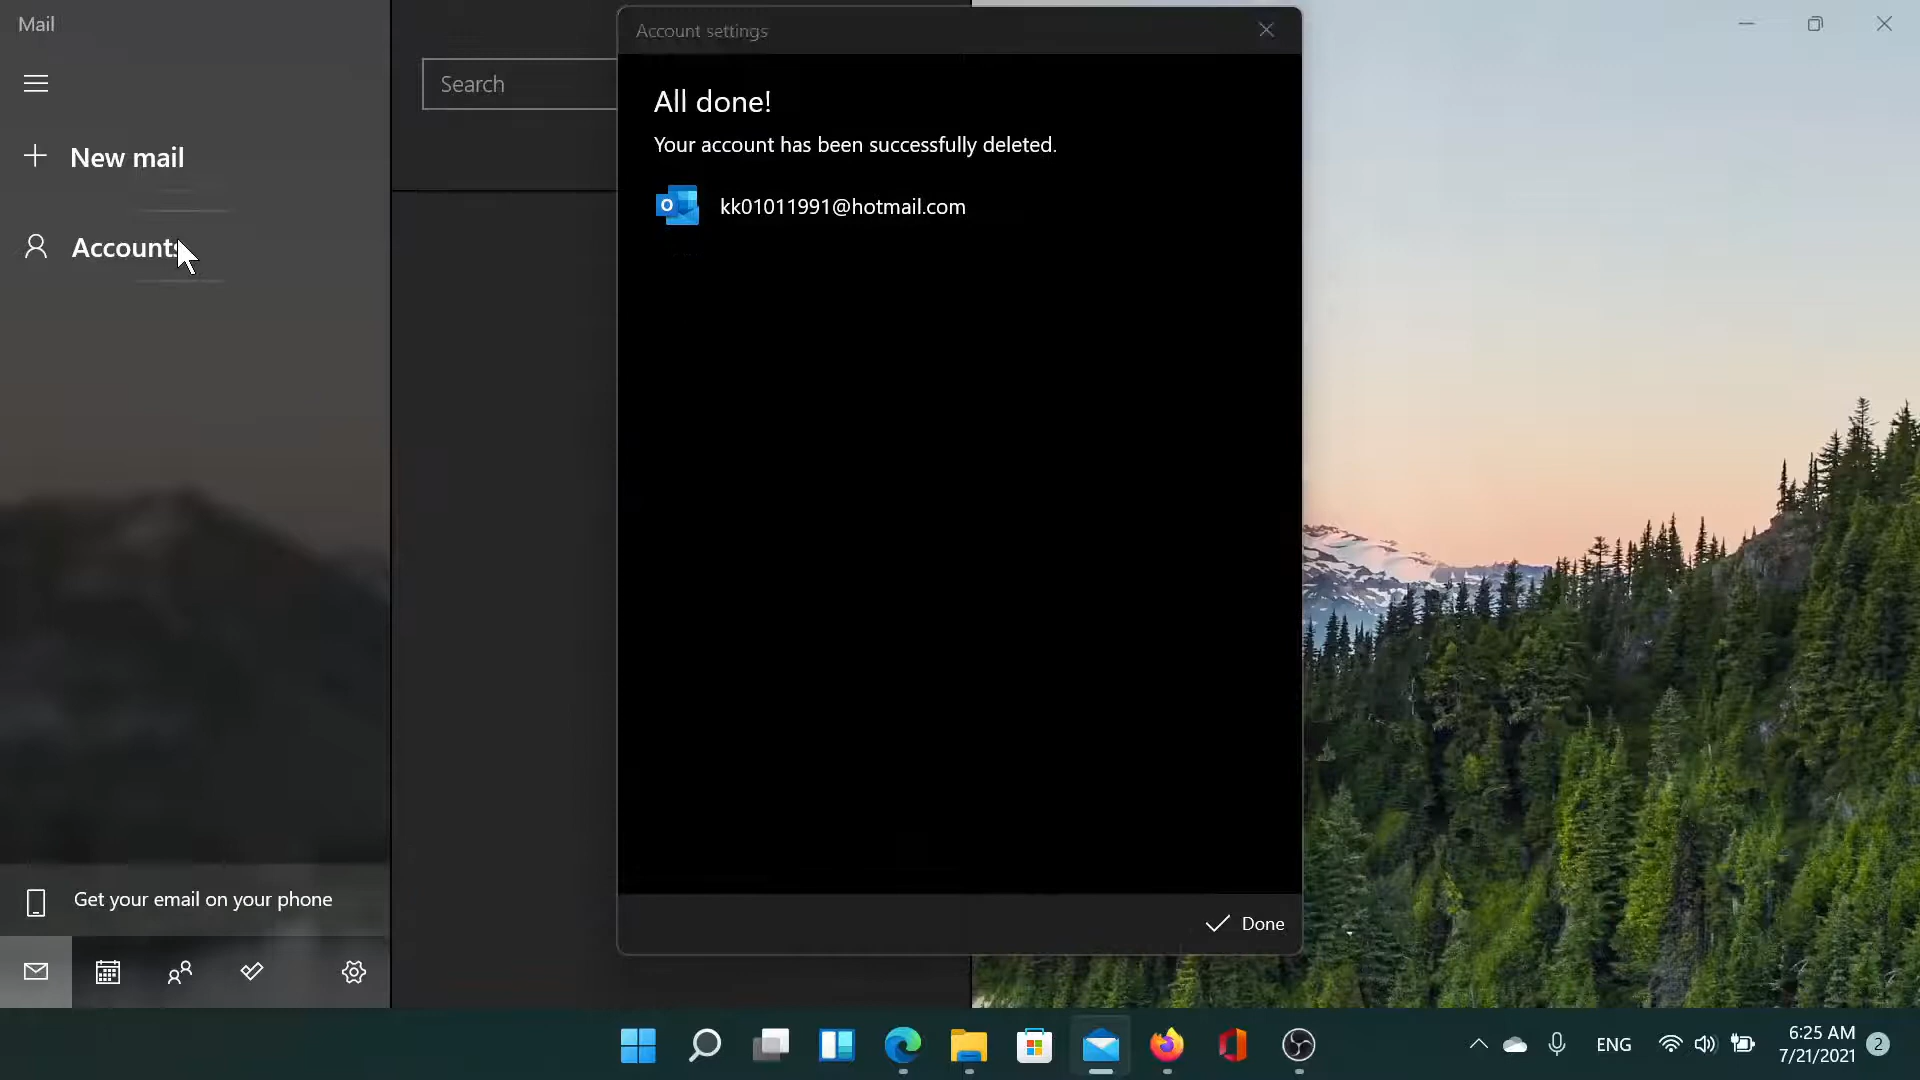 Mail
Search
New mail
Accounts
Get your email on your phone
Account settings
All done!
Your account has been successfully deleted.
kk01011991@hotmail.com
Done
ENG
6:25 AM
7/21/2021
2